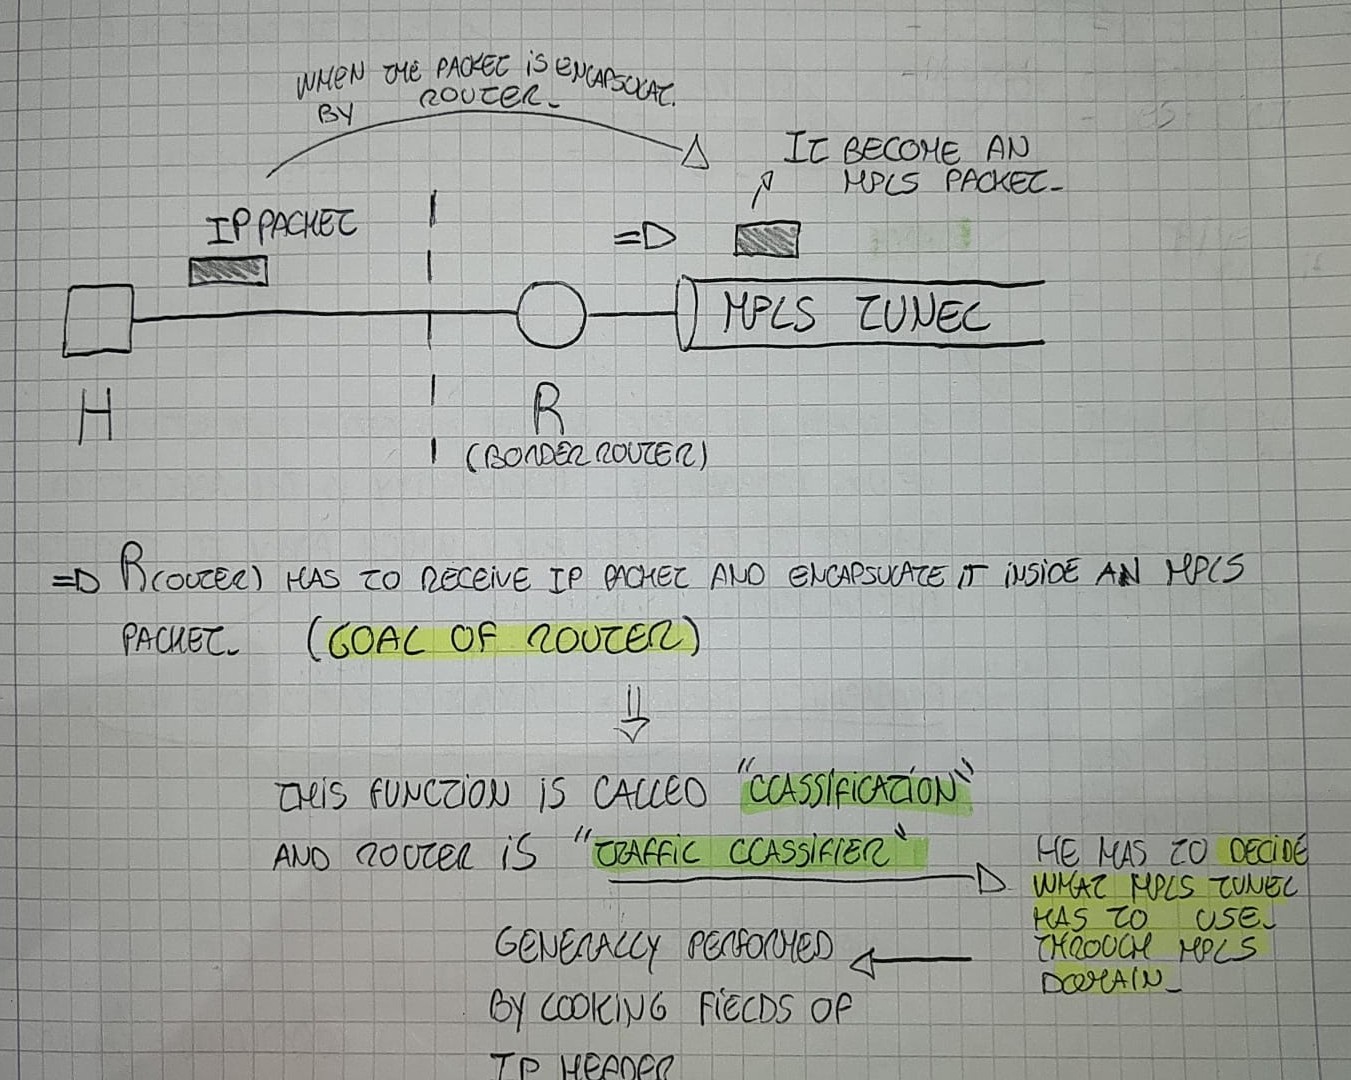 WHEN THE PACKET IS ENCAPSULAT.
BY ROUTER.
IT BECOME AN
MPLS PACKET.
IP PACKET
=>
MPLS TUNEL
H
R
(BORDER ROUTER)
=> R(OUTER) HAS TO RECEIVE IP PACKET AND ENCAPSULATE IT INSIDE AN MPLS
PACKET. (GOAL OF ROUTER)
THIS FUNCTION IS CALLED "CLASSIFICATION"
AND ROUTER IS "TRAFFIC CLASSIFIER"
HE HAS TO DECIDE
WHAT MPLS TUNEL
HAS TO USE.
THROUGH MPLS
DOMAIN.
GENERALLY PERFORMED
BY LOOKING FIELDS OF
IP HEADER